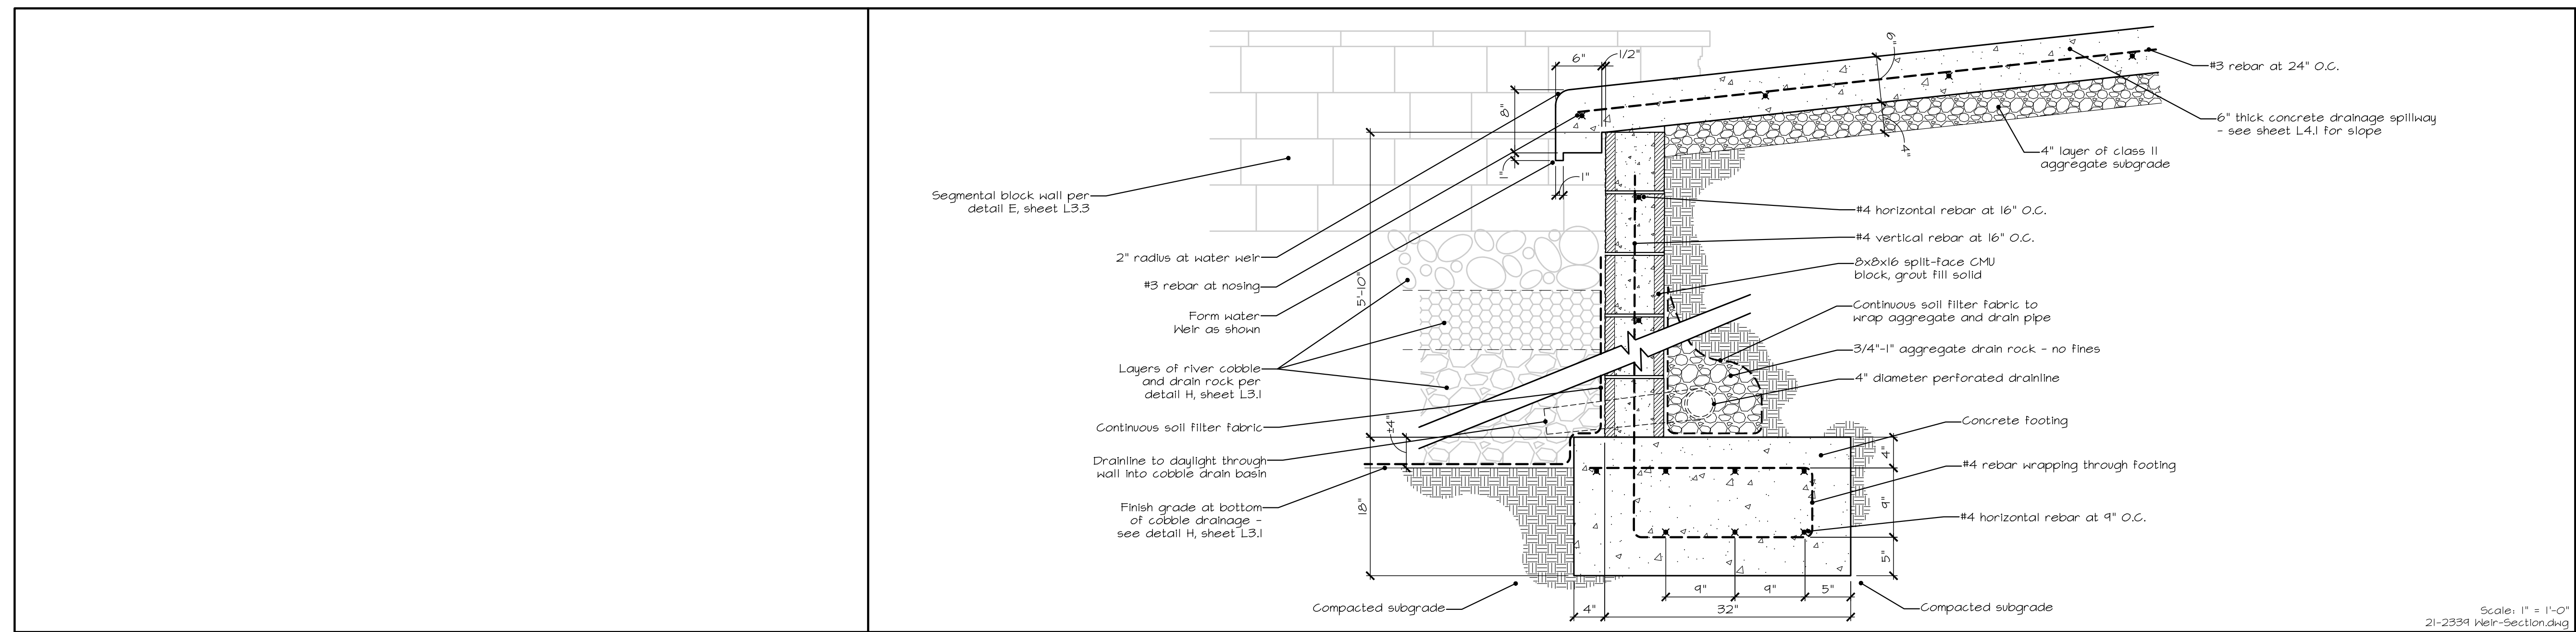 6"
1/2"
6"
#3 rebar at 24" O.C.
8"
6" thick concrete drainage spillway
- see sheet L4.1 for slope
4"
4" layer of class II
aggregate subgrade
1"
1"
Segmental block wall per
detail E, sheet L3.3
#4 horizontal rebar at 16" O.C.
#4 vertical rebar at 16" O.C.
2" radius at water weir
8x8x16 split-face CMU
block, grout fill solid
#3 rebar at nosing
5'-10"
Continuous soil filter fabric to
wrap aggregate and drain pipe
Form water
Weir as shown
3/4"-1" aggregate drain rock - no fines
Layers of river cobble
and drain rock per
detail H, sheet L3.1
4" diameter perforated drainline
Continuous soil filter fabric
±4"
Concrete footing
4"
Drainline to daylight through
wall into cobble drain basin
#4 rebar wrapping through footing
Finish grade at bottom
of cobble drainage -
see detail H, sheet L3.1
18"
9"
#4 horizontal rebar at 9" O.C.
5"
9"
9"
5"
Compacted subgrade
4"
32"
Compacted subgrade
Scale: 1" = 1'-0"
21-2339 Weir-Section.dwg